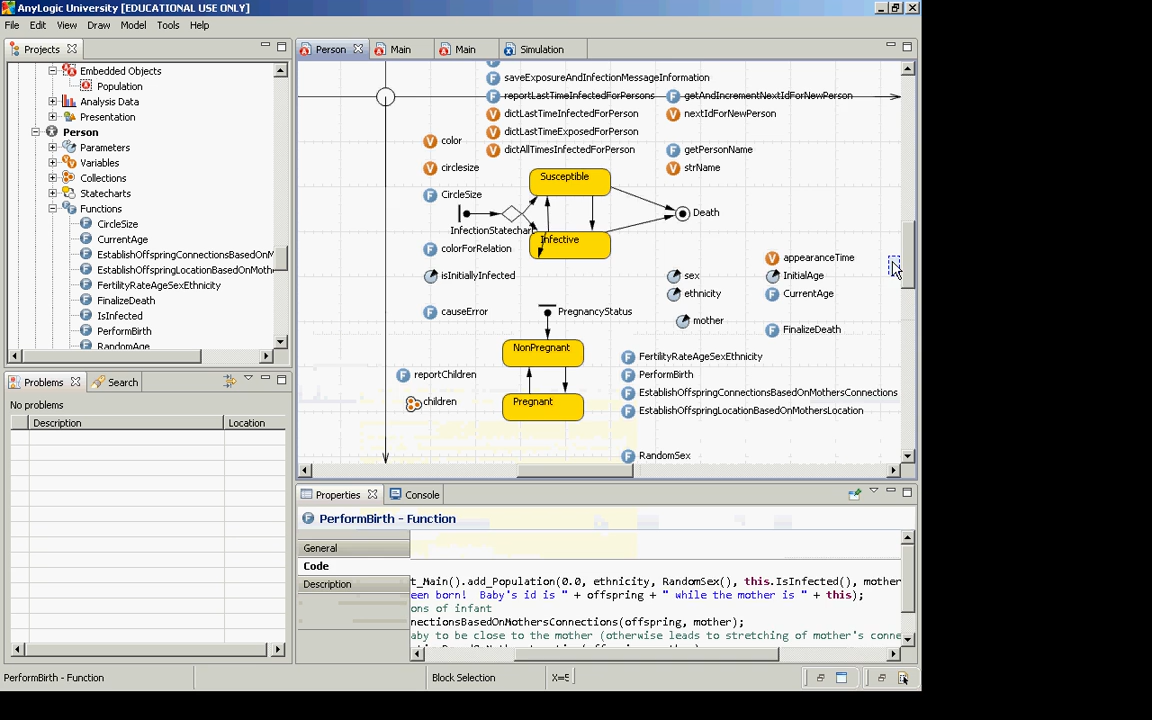 AnyLogic University [EDUCATIONAL USE ONLY]
File Edit View Draw Model Tools Help
Projects
Person Main Main Simulation
Embedded Objects
Population
Analysis Data
Presentation
Person
Parameters
Variables
Collections
Statecharts
Functions
CircleSize
CurrentAge
EstablishOffspringConnectionsBasedOnM
EstablishOffspringLocationBasedOnMothe
FertilityRateAgeSexEthnicity
FinalizeDeath
IsInfected
PerformBirth
RandomAge
saveExposureAndInfectionMessageInformation
reportLastTimeInfectedForPersons getAndIncrementNextIdForNewPerson
dictLastTimeInfectedForPerson nextIdForNewPerson
dictLastTimeExposedForPerson
color dictAllTimesInfectedForPerson getPersonName
circlesize strName
Susceptible
CircleSize
Death
InfectionStatechart
Infective
colorForRelation
appearanceTime
isInitiallyInfected sex InitialAge
ethnicity CurrentAge
causeError PregnancyStatus
mother
FinalizeDeath
NonPregnant
FertilityRateAgeSexEthnicity
reportChildren PerformBirth
EstablishOffspringConnectionsBasedOnMothersConnections
children Pregnant
EstablishOffspringLocationBasedOnMothersLocation
RandomSex
Problems Search
No problems
Description Location
Properties Console
PerformBirth - Function
General
Code
Description
t_Main().add_Population(0.0, ethnicity, RandomSex(), this.IsInfected(), mother
een born!  Baby's id is " + offspring + " while the mother is " + this);
ons of infant
nectionsBasedOnMothersConnections(offspring, mother);
aby to be close to the mother (otherwise leads to stretching of mother's conne
PerformBirth - Function Block Selection X=5